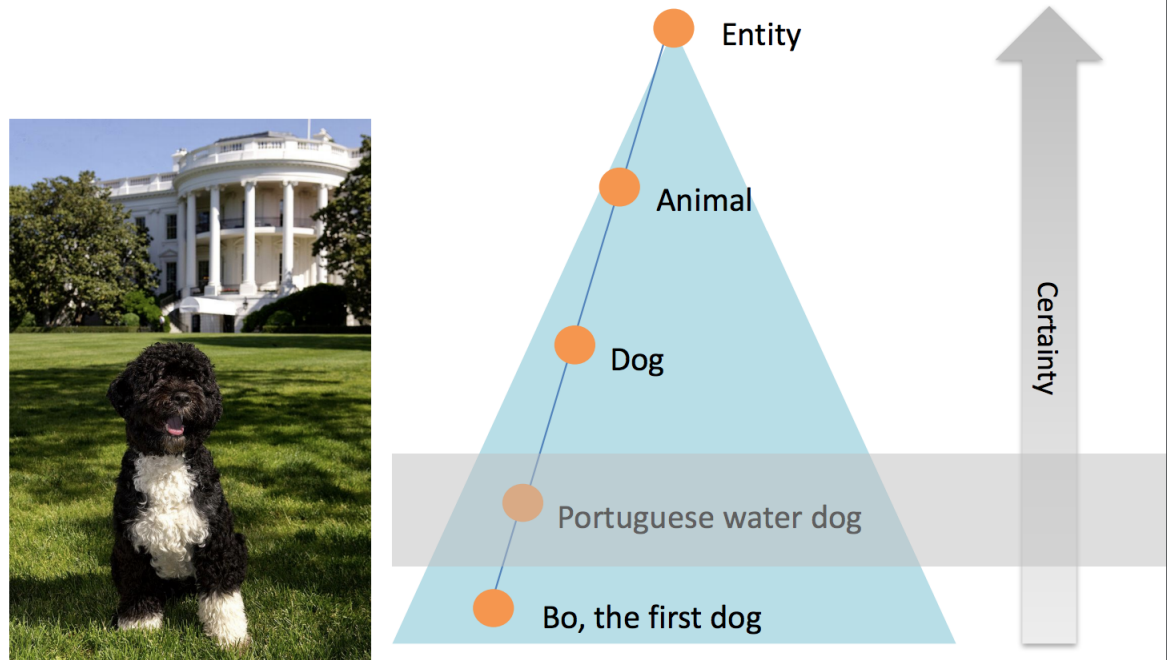 Entity
Animal
Dog
Portuguese water dog
Bo, the first dog
Certainty